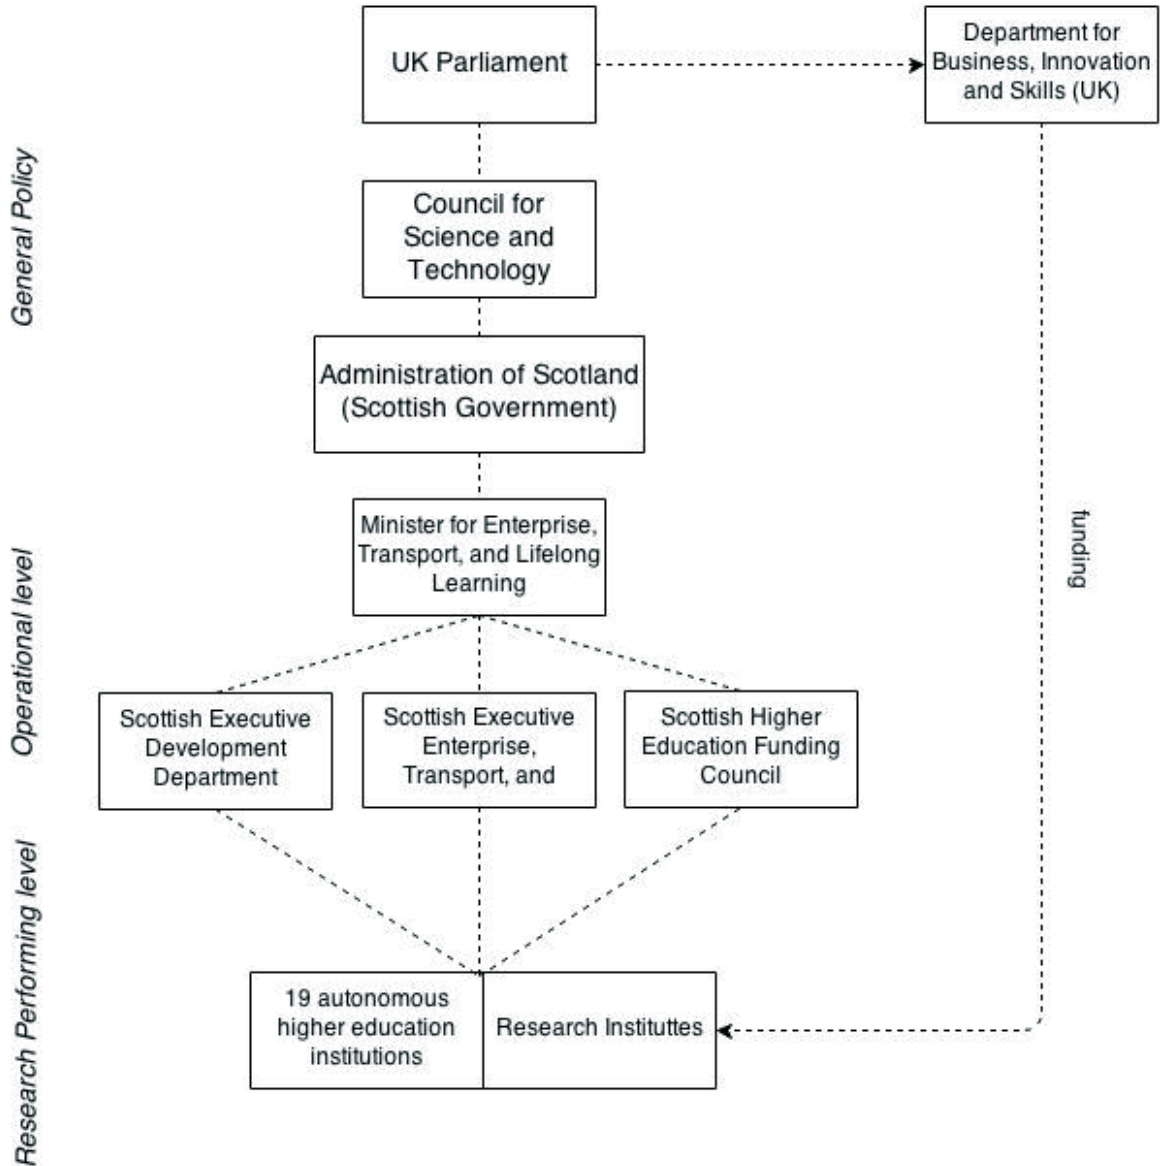 UK Parliament
Department for
Business, Innovation
and Skills (UK)
General Policy
Council for
Science and
Technology
Administration of Scotland
(Scottish Government)
Operational level
Minister for Enterprise,
Transport, and Lifelong
Learning
funding
Scottish Executive
Development
Department
Scottish Executive
Enterprise,
Transport, and
Scottish Higher
Education Funding
Council
Research Performing level
19 autonomous
higher education
institutions
Research Instituttes